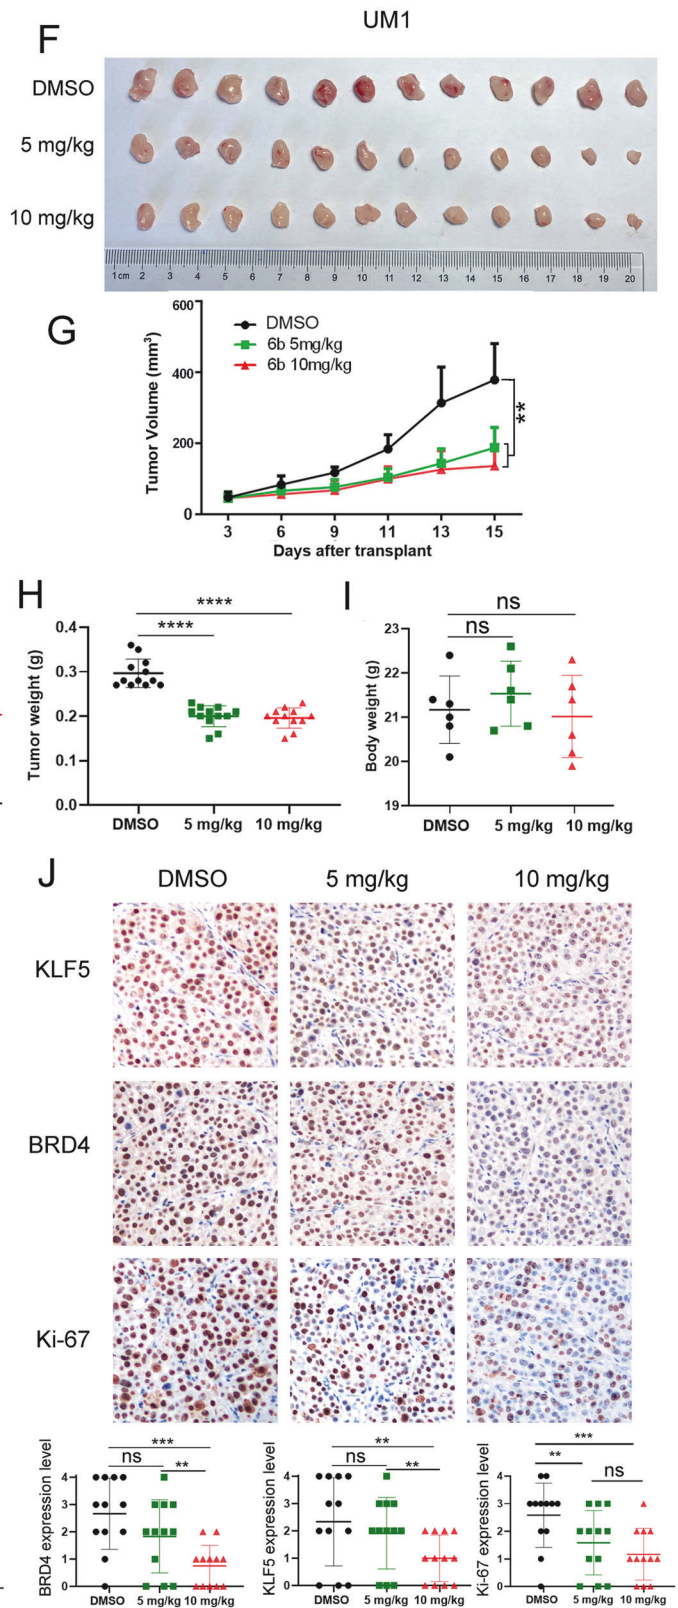 UM1
F
DMSO
5 mg/kg
10 mg/kg
1cm 2 3 4 5 6 7 8 9 10 11 12 13 14 15 16 17 18 19 20
G
Tumor Volume (mm³)
600
400
200
0
DMSO
6b 5mg/kg
6b 10mg/kg
**
3 6 9 11 13 15
Days after transplant
H
****
****
Tumor weight (g)
0.4
0.3
0.2
0.1
0.0
DMSO 5 mg/kg 10 mg/kg
I
ns
ns
Body weight (g)
23
22
21
20
19
DMSO 5 mg/kg 10 mg/kg
J
DMSO 5 mg/kg 10 mg/kg
KLF5
BRD4
Ki-67
BRD4 expression level
***
ns
**
4
3
2
1
0
DMSO 5 mg/kg 10 mg/kg
KLF5 expression level
**
ns
**
4
3
2
1
0
DMSO 5 mg/kg 10 mg/kg
Ki-67 expression level
***
**
ns
4
3
2
1
0
DMSO 5 mg/kg 10 mg/kg